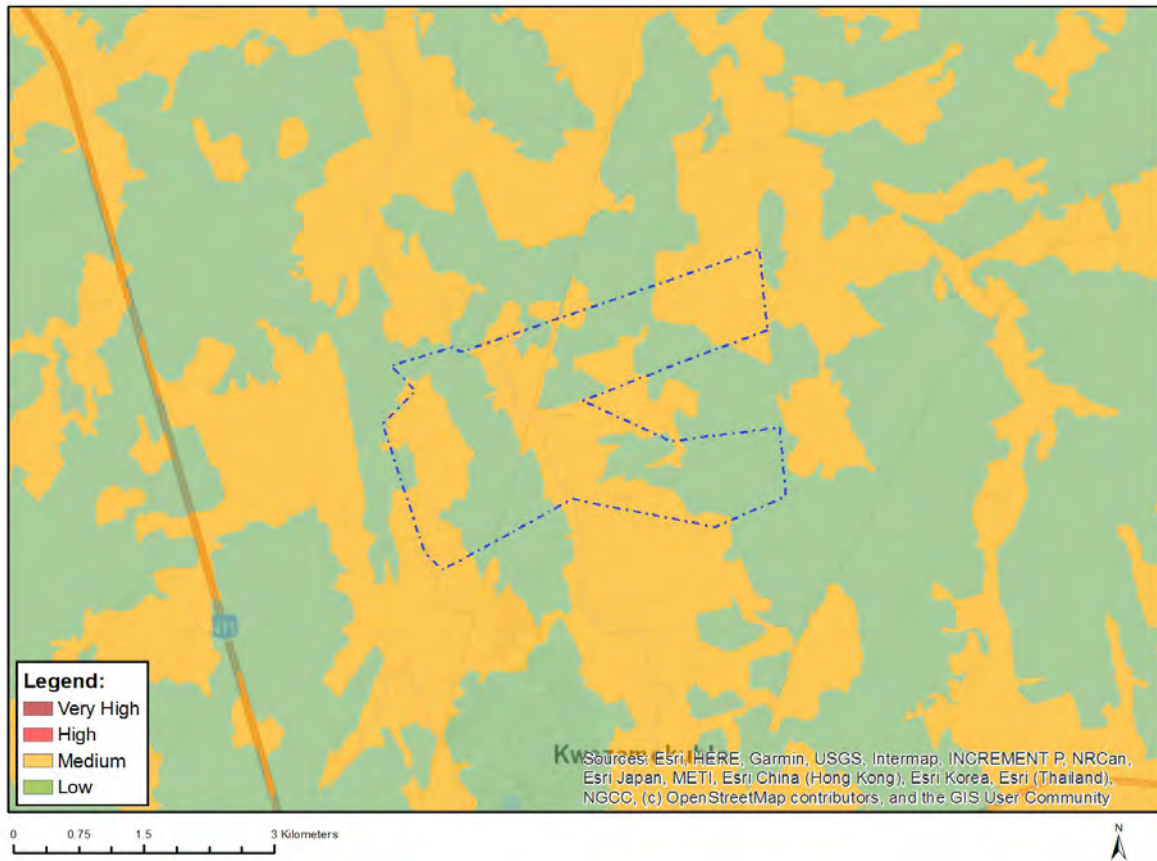 N11
Legend:
Very High
High
Medium
Low
Sources: Esri, HERE, Garmin, USGS, Intermap, INCREMENT P, NRCan,
Esri Japan, METI, Esri China (Hong Kong), Esri Korea, Esri (Thailand),
NGCC, (c) OpenStreetMap contributors, and the GIS User Community
0 0.75 1.5 3 Kilometers
N